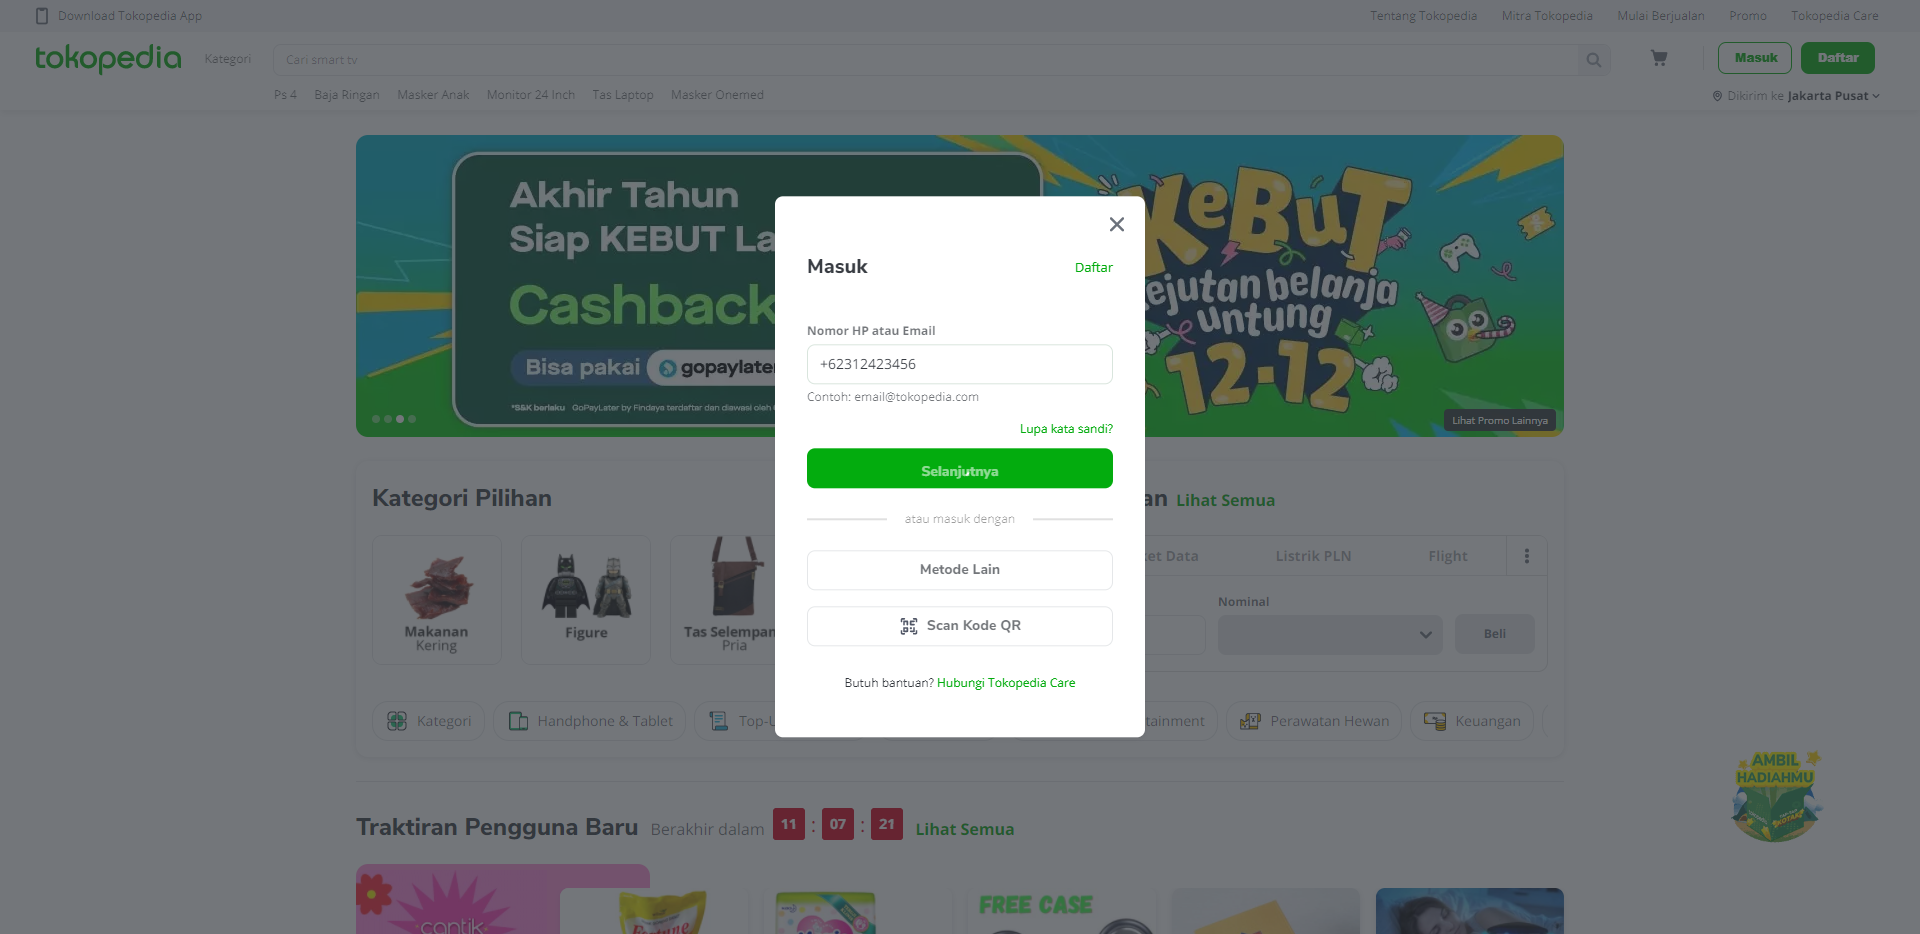 Download Tokopedia App
Tentang Tokopedia Mitra Tokopedia Mulai Berjualan Promo Tokopedia Care
tokopedia Kategori Cari smart tv Masuk Daftar
Ps 4 Baja Ringan Masker Anak Monitor 24 Inch Tas Laptop Masker Onemed
Dikirim ke Jakarta Pusat
Akhir Tahun
Siap KEBUT La
Cashback
Bisa pakai gopaylater
*S&K berlaku GoPayLater by Findaya terdaftar dan diawasi oleh
KeBUT
ejutan belanja
untung
12.12
Lihat Promo Lainnya
Masuk Daftar
Nomor HP atau Email
+62312423456
Contoh: email@tokopedia.com
Lupa kata sandi?
Selanjutnya
atau masuk dengan
Metode Lain
Scan Kode QR
Butuh bantuan? Hubungi Tokopedia Care
Kategori Pilihan
Makanan
Kering
Figure
Tas Selempan
Pria
an Lihat Semua
et Data Listrik PLN Flight
Nominal
Beli
Kategori Handphone & Tablet Top-U tainment Perawatan Hewan Keuangan
AMBIL
HADIAHMU
Traktiran Pengguna Baru Berakhir dalam 11 : 07 : 21 Lihat Semua
cantik
Fortune
FREE CASE